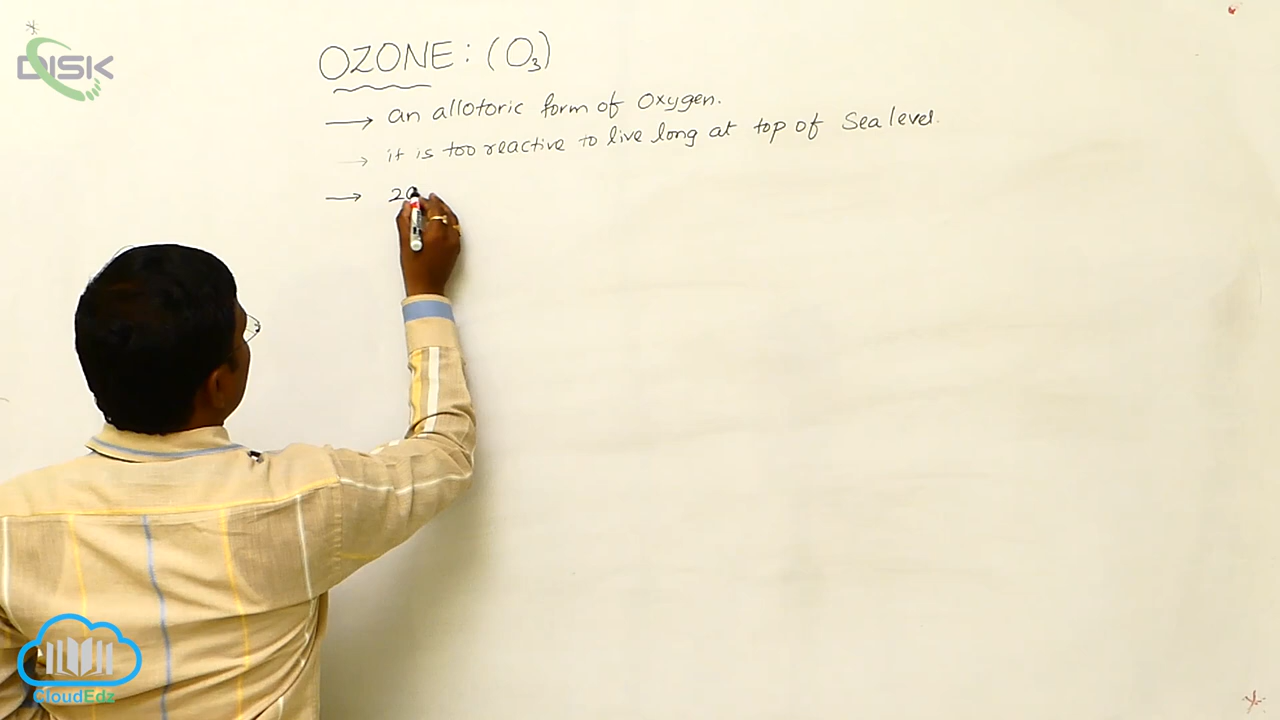 DISK
OZONE : (O₃)
→ an allotoric form of Oxygen.
→ it is too reactive to live long at top of Sea level.
→ 20
CloudEdz